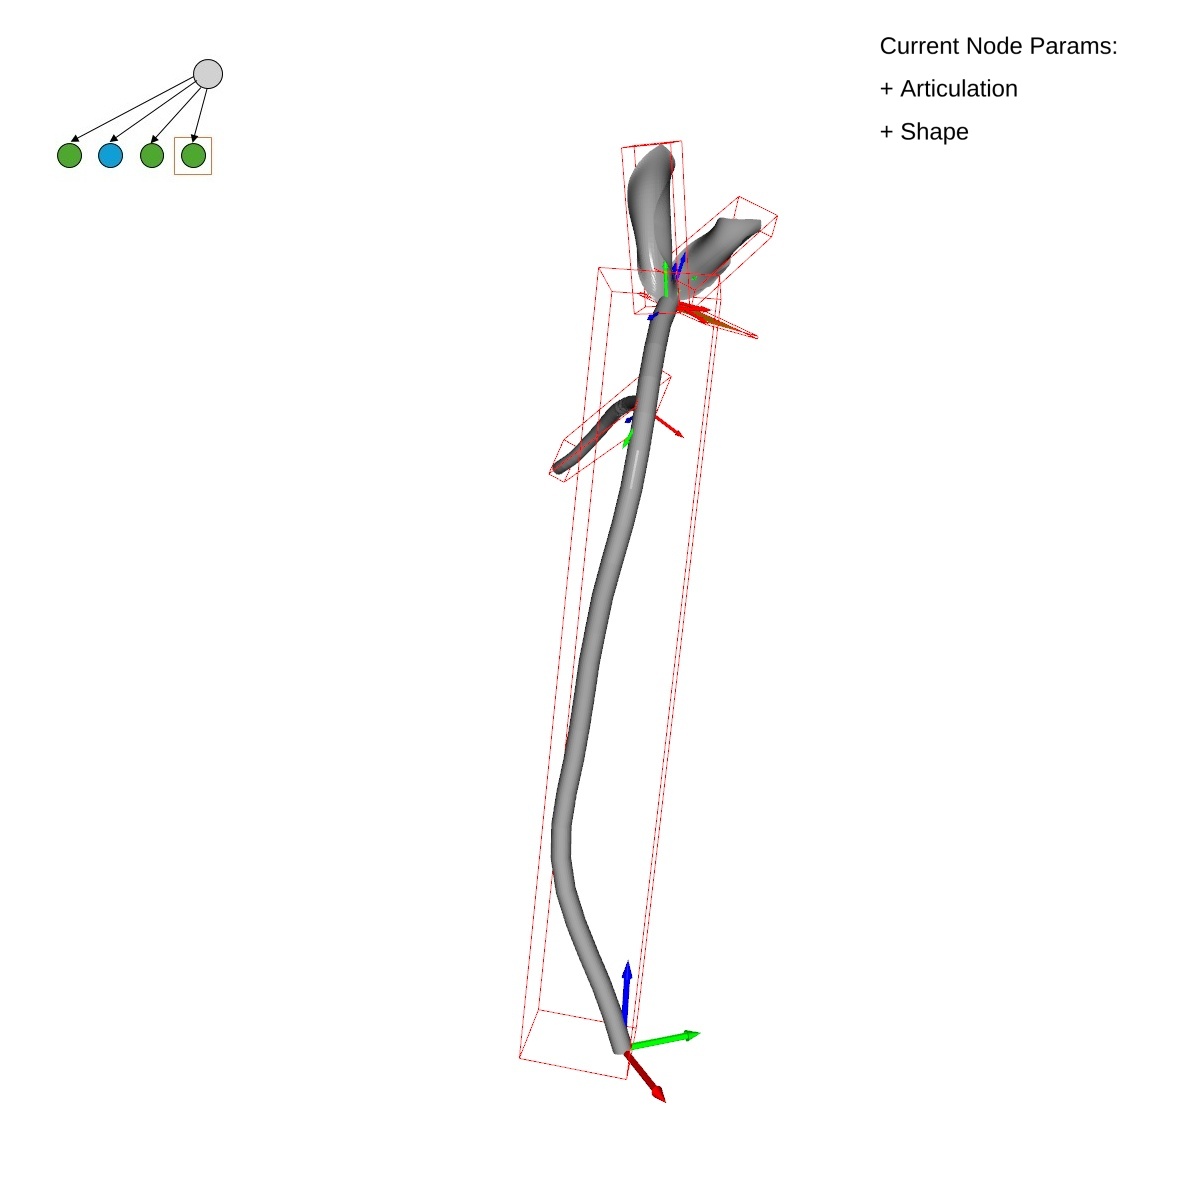 Current Node Params:
+ Articulation
+ Shape